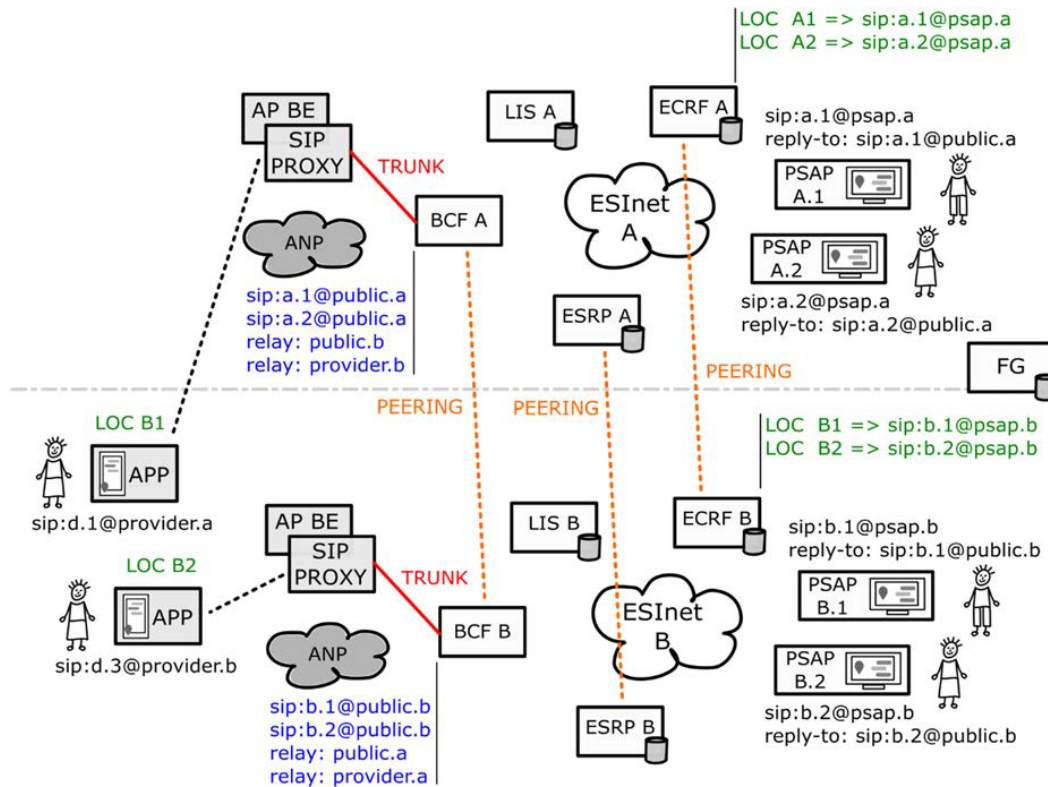 LOC A1 => sip:a.1@psap.a
LOC A2 => sip:a.2@psap.a
AP BE
SIP
PROXY
TRUNK
LIS A
ECRF A
sip:a.1@psap.a
reply-to: sip:a.1@public.a
PSAP
A.1
BCF A
ESInet
A
ANP
PSAP
A.2
sip:a.1@public.a
sip:a.2@public.a
relay: public.b
relay: provider.b
ESRP A
sip:a.2@psap.a
reply-to: sip:a.2@public.a
PEERING
PEERING
PEERING
FG
LOC B1
APP
sip:d.1@provider.a
LOC B1 => sip:b.1@psap.b
LOC B2 => sip:b.2@psap.b
AP BE
SIP
PROXY
TRUNK
LIS B
ECRF B
sip:b.1@psap.b
reply-to: sip:b.1@public.b
LOC B2
APP
sip:d.3@provider.b
PSAP
B.1
BCF B
ESInet
B
ANP
PSAP
B.2
sip:b.1@public.b
sip:b.2@public.b
relay: public.a
relay: provider.a
ESRP B
sip:b.2@psap.b
reply-to: sip:b.2@public.b